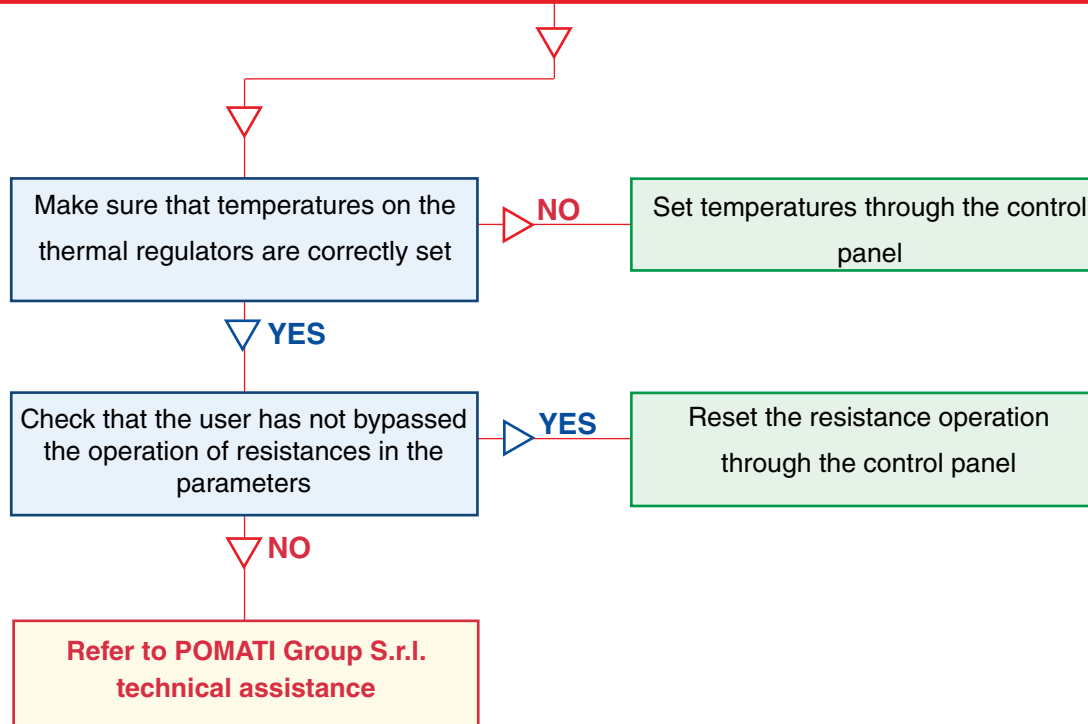 Make sure that temperatures on the
thermal regulators are correctly set
NO
Set temperatures through the control
panel
YES
Check that the user has not bypassed
the operation of resistances in the
parameters
YES
Reset the resistance operation
through the control panel
NO
Refer to POMATI Group S.r.l.
technical assistance